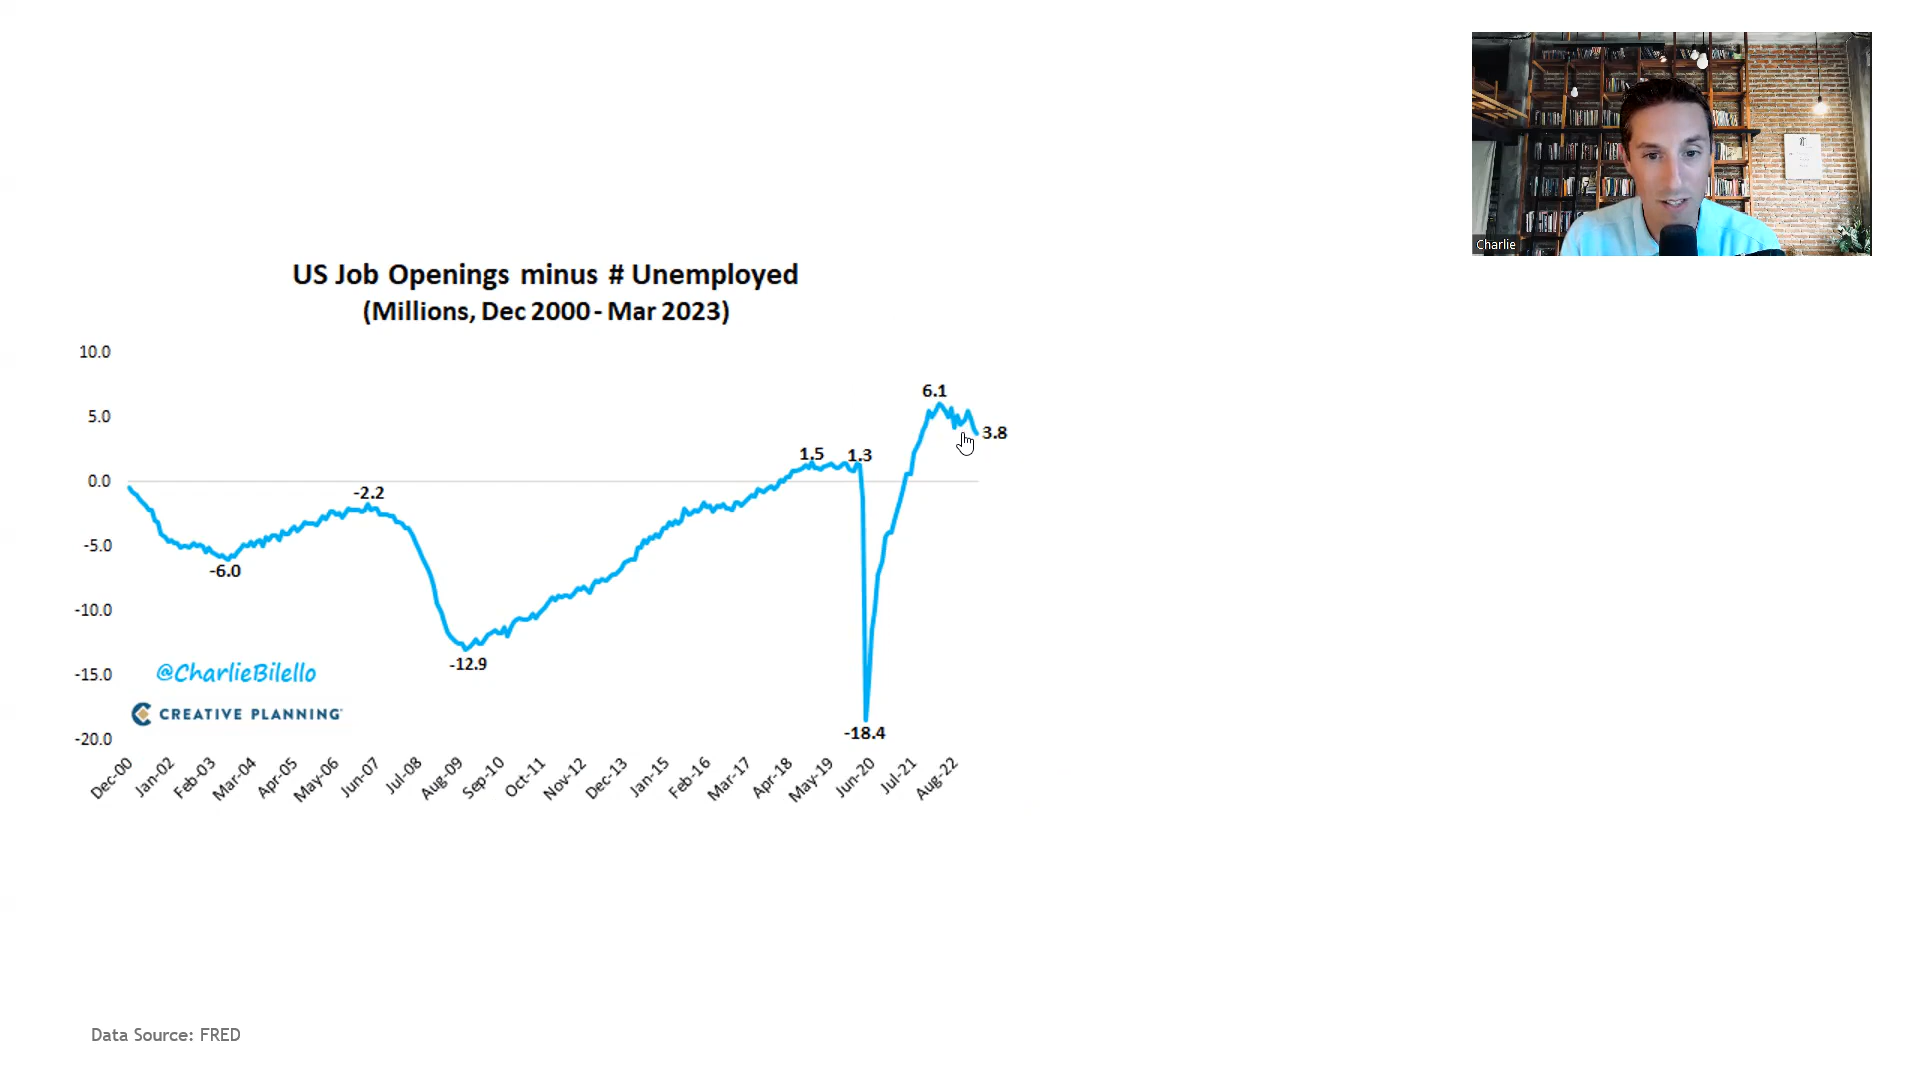 Charlie
US Job Openings minus # Unemployed
(Millions, Dec 2000 - Mar 2023)
10.0
5.0
0.0
-5.0
-10.0
-15.0
-20.0
-6.0
-2.2
-12.9
1.5
1.3
-18.4
6.1
3.8
@CharlieBilello
CREATIVE PLANNING
Dec-00
Jan-02
Feb-03
Mar-04
Apr-05
May-06
Jun-07
Jul-08
Aug-09
Sep-10
Oct-11
Nov-12
Dec-13
Jan-15
Feb-16
Mar-17
Apr-18
May-19
Jun-20
Jul-21
Aug-22
Data Source: FRED